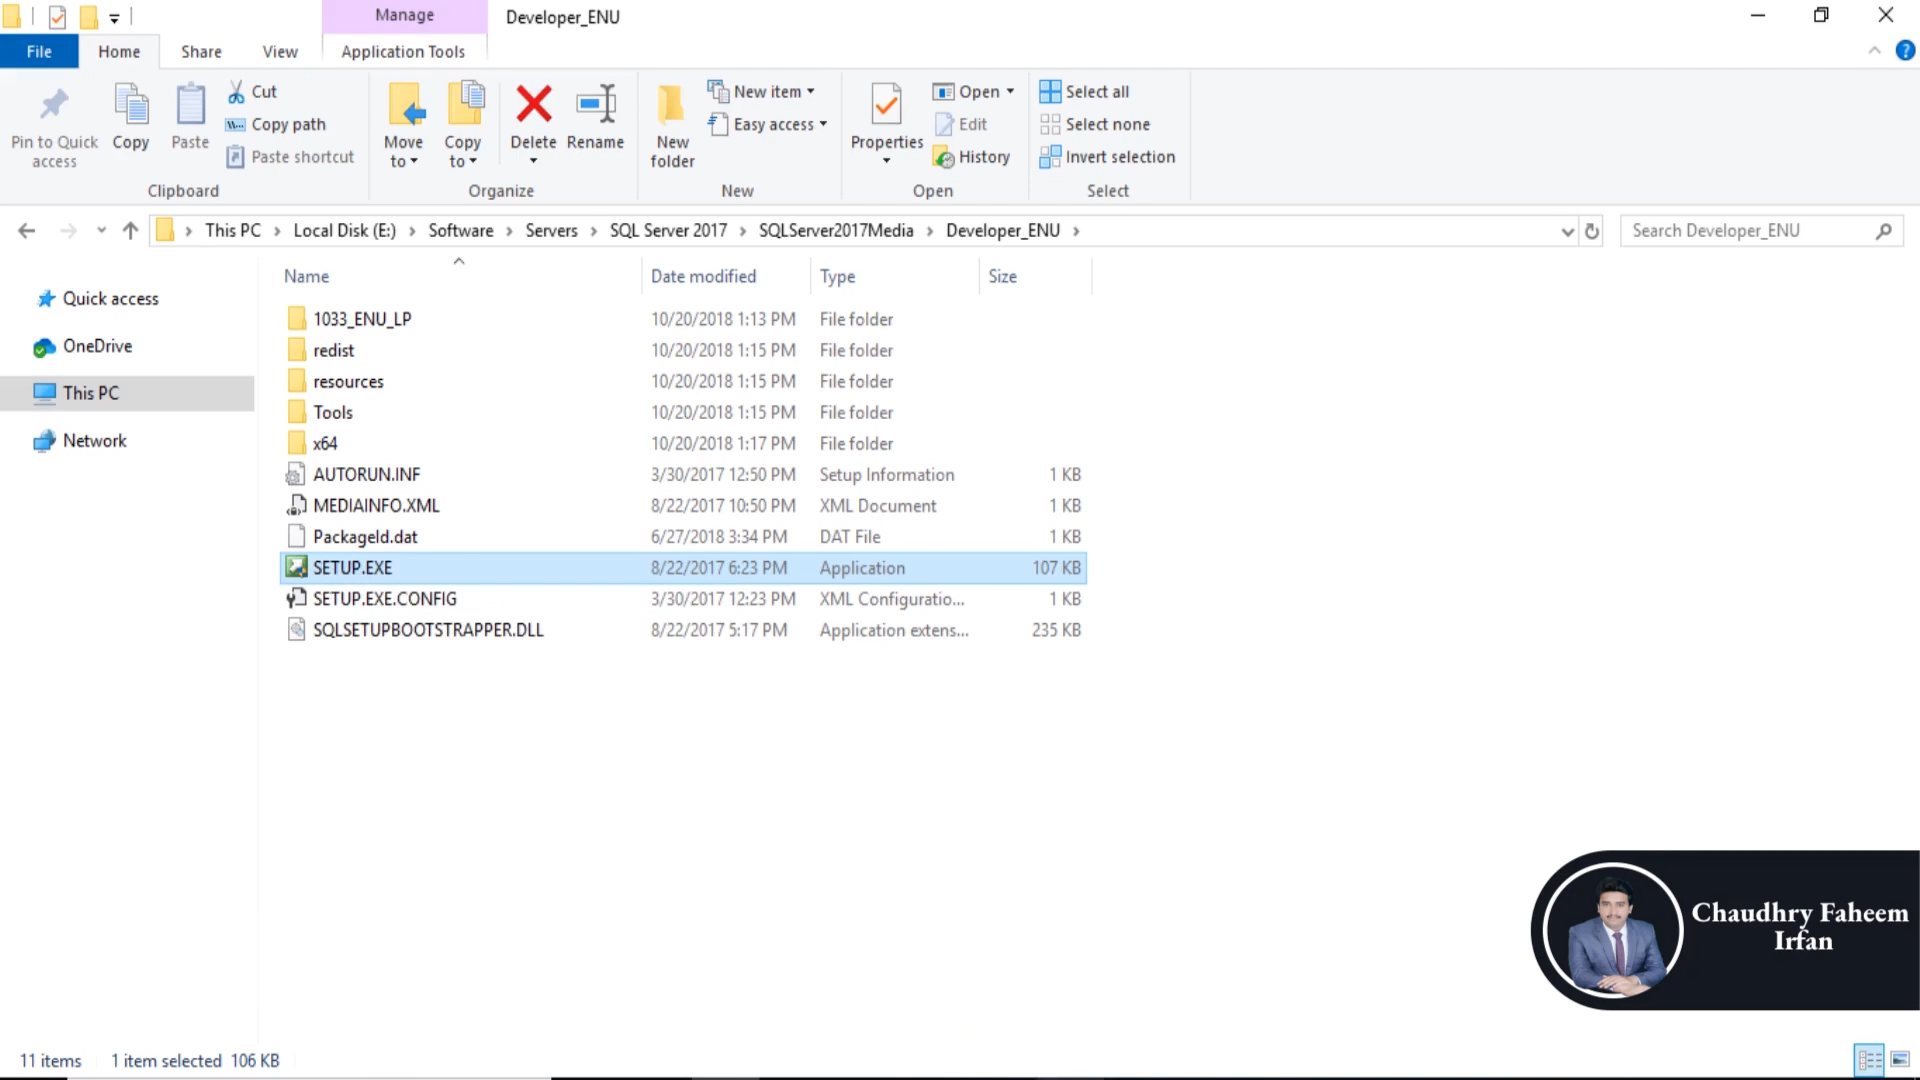 Manage
Developer_ENU
File
Home
Share
View
Application Tools
Pin to Quick
access
Copy
Paste
Cut
Copy path
Paste shortcut
Clipboard
Move
to
Copy
to
Delete
Rename
Organize
New
folder
New item
Easy access
New
Properties
Open
Edit
History
Open
Select all
Select none
Invert selection
Select
This PC > Local Disk (E:) > Software > Servers > SQL Server 2017 > SQLServer2017Media > Developer_ENU >
Search Developer_ENU
Quick access
OneDrive
This PC
Network
Name Date modified Type Size
1033_ENU_LP 10/20/2018 1:13 PM File folder
redist 10/20/2018 1:15 PM File folder
resources 10/20/2018 1:15 PM File folder
Tools 10/20/2018 1:15 PM File folder
x64 10/20/2018 1:17 PM File folder
AUTORUN.INF 3/30/2017 12:50 PM Setup Information 1 KB
MEDIAINFO.XML 8/22/2017 10:50 PM XML Document 1 KB
PackageId.dat 6/27/2018 3:34 PM DAT File 1 KB
SETUP.EXE 8/22/2017 6:23 PM Application 107 KB
SETUP.EXE.CONFIG 3/30/2017 12:23 PM XML Configuratio... 1 KB
SQLSETUPBOOTSTRAPPER.DLL 8/22/2017 5:17 PM Application extens... 235 KB
Chaudhry Faheem
Irfan
11 items 1 item selected 106 KB